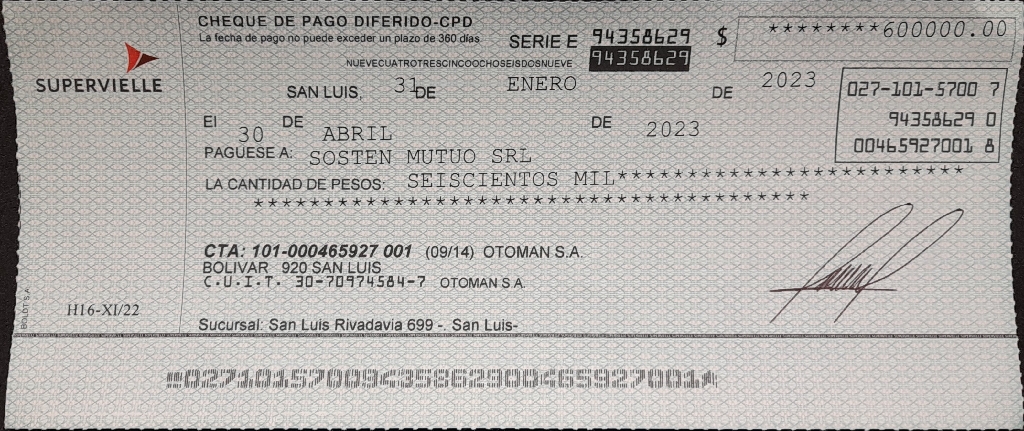 CHEQUE DE PAGO DIFERIDO-CPD
La fecha de pago no puede exceder un plazo de 360 días
SERIE E 94358629 $ ********600000.00
94358629
NUEVECUATROTRESCINCOOCHOSEISDOSNUEVE
SUPERVIELLE
SAN LUIS, 31 DE ENERO DE 2023
027-101-5700 7
94358629 0
00465927001 8
El 30 DE ABRIL DE 2023
PAGUESE A: SOSTEN MUTUO SRL
LA CANTIDAD DE PESOS: SEISCIENTOS MIL*************************
****************************************
CTA: 101-000465927 001 (09/14) OTOMAN S.A.
BOLIVAR 920 SAN LUIS
C.U.I.T. 30-70974584-7 OTOMAN S A.
BOLDT S.A.
H16-XI/22
Sucursal: San Luis Rivadavia 699 -. San Luis-
027101570094358629004659270018